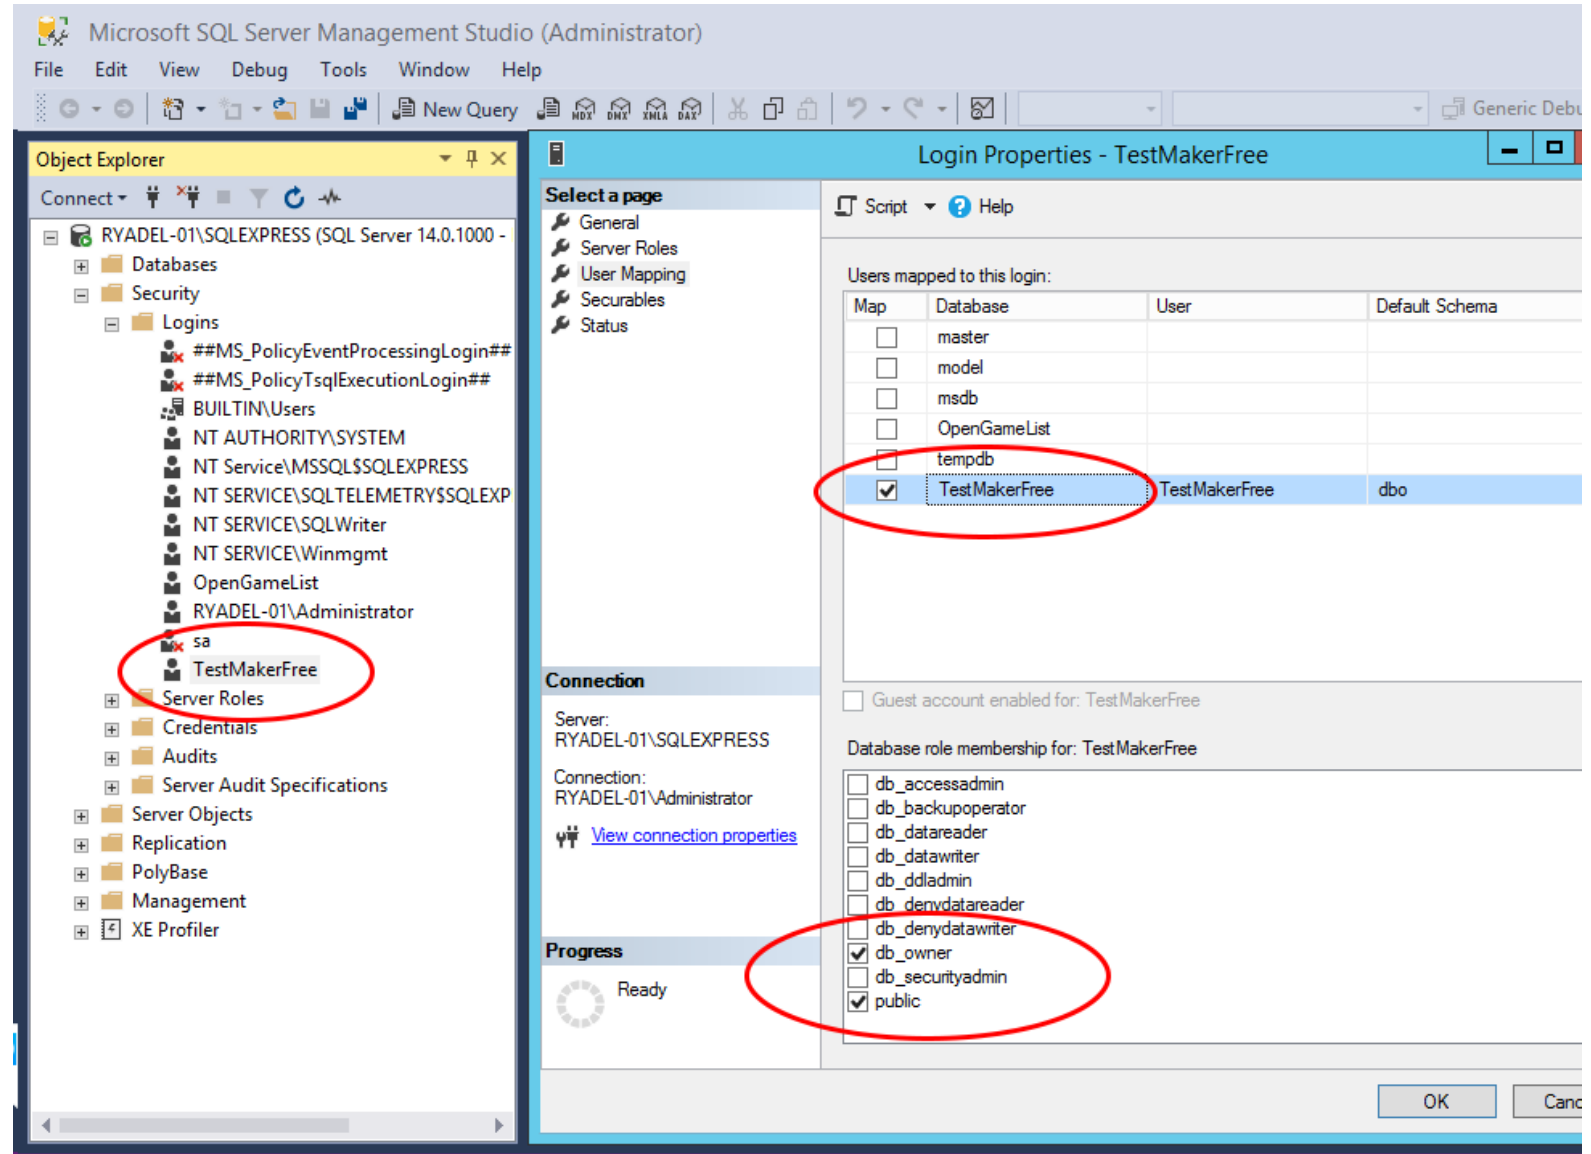 Microsoft SQL Server Management Studio (Administrator)
File Edit View Debug Tools Window Help
New Query MDX DMX XMLA DAX Generic Debu
Object Explorer
Connect
RYADEL-01\SQLEXPRESS (SQL Server 14.0.1000 -
Databases
Security
Logins
##MS_PolicyEventProcessingLogin##
##MS_PolicyTsqlExecutionLogin##
BUILTIN\Users
NT AUTHORITY\SYSTEM
NT Service\MSSQL$SQLEXPRESS
NT SERVICE\SQLTELEMETRY$SQLEXP
NT SERVICE\SQLWriter
NT SERVICE\Winmgmt
OpenGameList
RYADEL-01\Administrator
sa
TestMakerFree
Server Roles
Credentials
Audits
Server Audit Specifications
Server Objects
Replication
PolyBase
Management
XE Profiler
Login Properties - TestMakerFree
Select a page
General
Server Roles
User Mapping
Securables
Status
Connection
Server:
RYADEL-01\SQLEXPRESS
Connection:
RYADEL-01\Administrator
View connection properties
Progress
Ready
Script Help
Users mapped to this login:
Map Database User Default Schema
master
model
msdb
OpenGameList
tempdb
TestMakerFree TestMakerFree dbo
Guest account enabled for: TestMakerFree
Database role membership for: TestMakerFree
db_accessadmin
db_backupoperator
db_datareader
db_datawriter
db_ddladmin
db_denydatareader
db_denydatawriter
db_owner
db_securityadmin
public
OK Canc